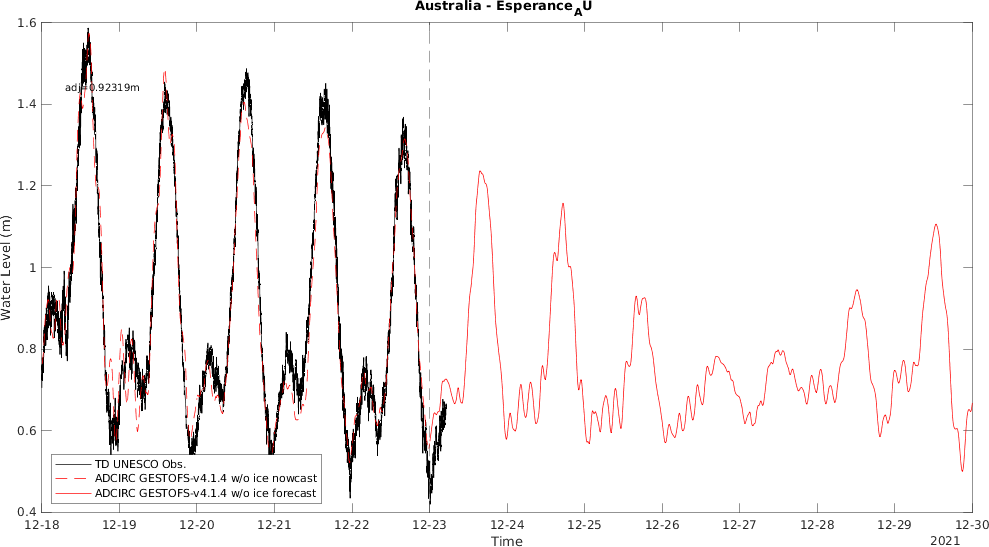 Australia - Esperance_AU
adj=0.92319m
Water Level (m)
1.6
1.4
1.2
1
0.8
0.6
0.4
TD UNESCO Obs.
ADCIRC GESTOFS-v4.1.4 w/o ice nowcast
ADCIRC GESTOFS-v4.1.4 w/o ice forecast
12-18 12-19 12-20 12-21 12-22 12-23 12-24 12-25 12-26 12-27 12-28 12-29 12-30
Time
2021